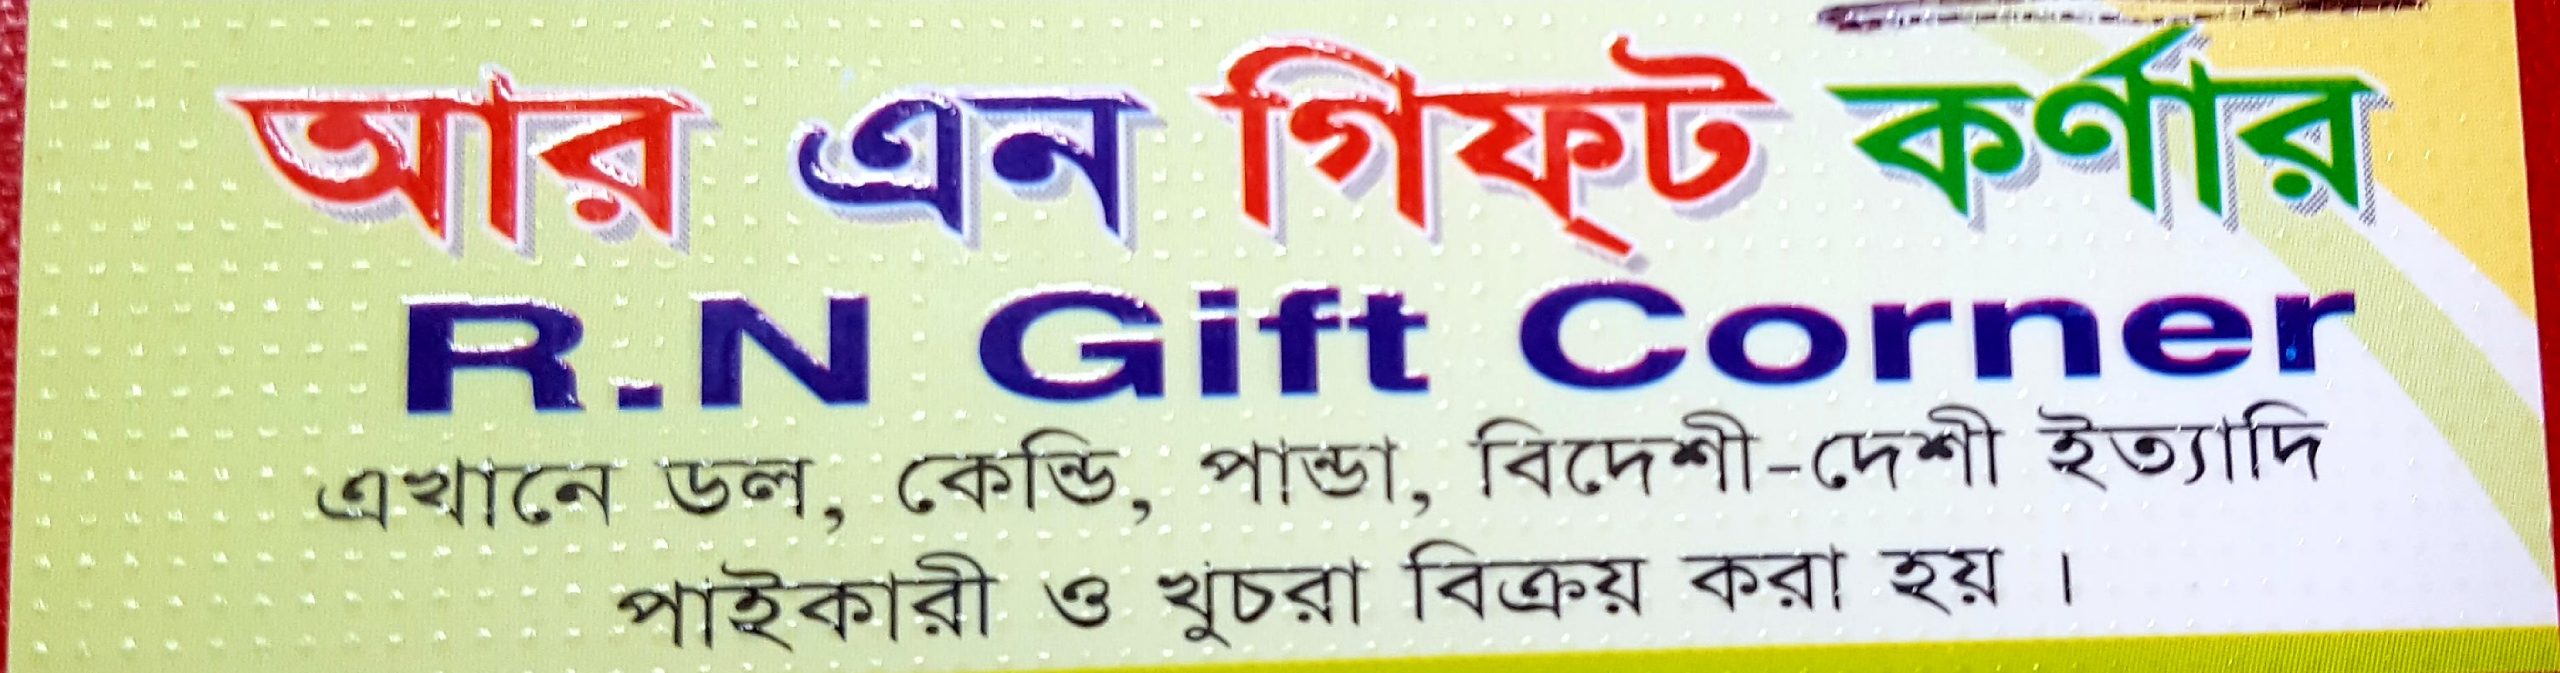 আর এন গিফ্‌ট কর্ণার
R.N Gift Corner
এখানে ডল, কেন্ডি, পান্ডা, বিদেশী-দেশী ইত্যাদি
পাইকারী ও খুচরা বিক্রয় করা হয় ।